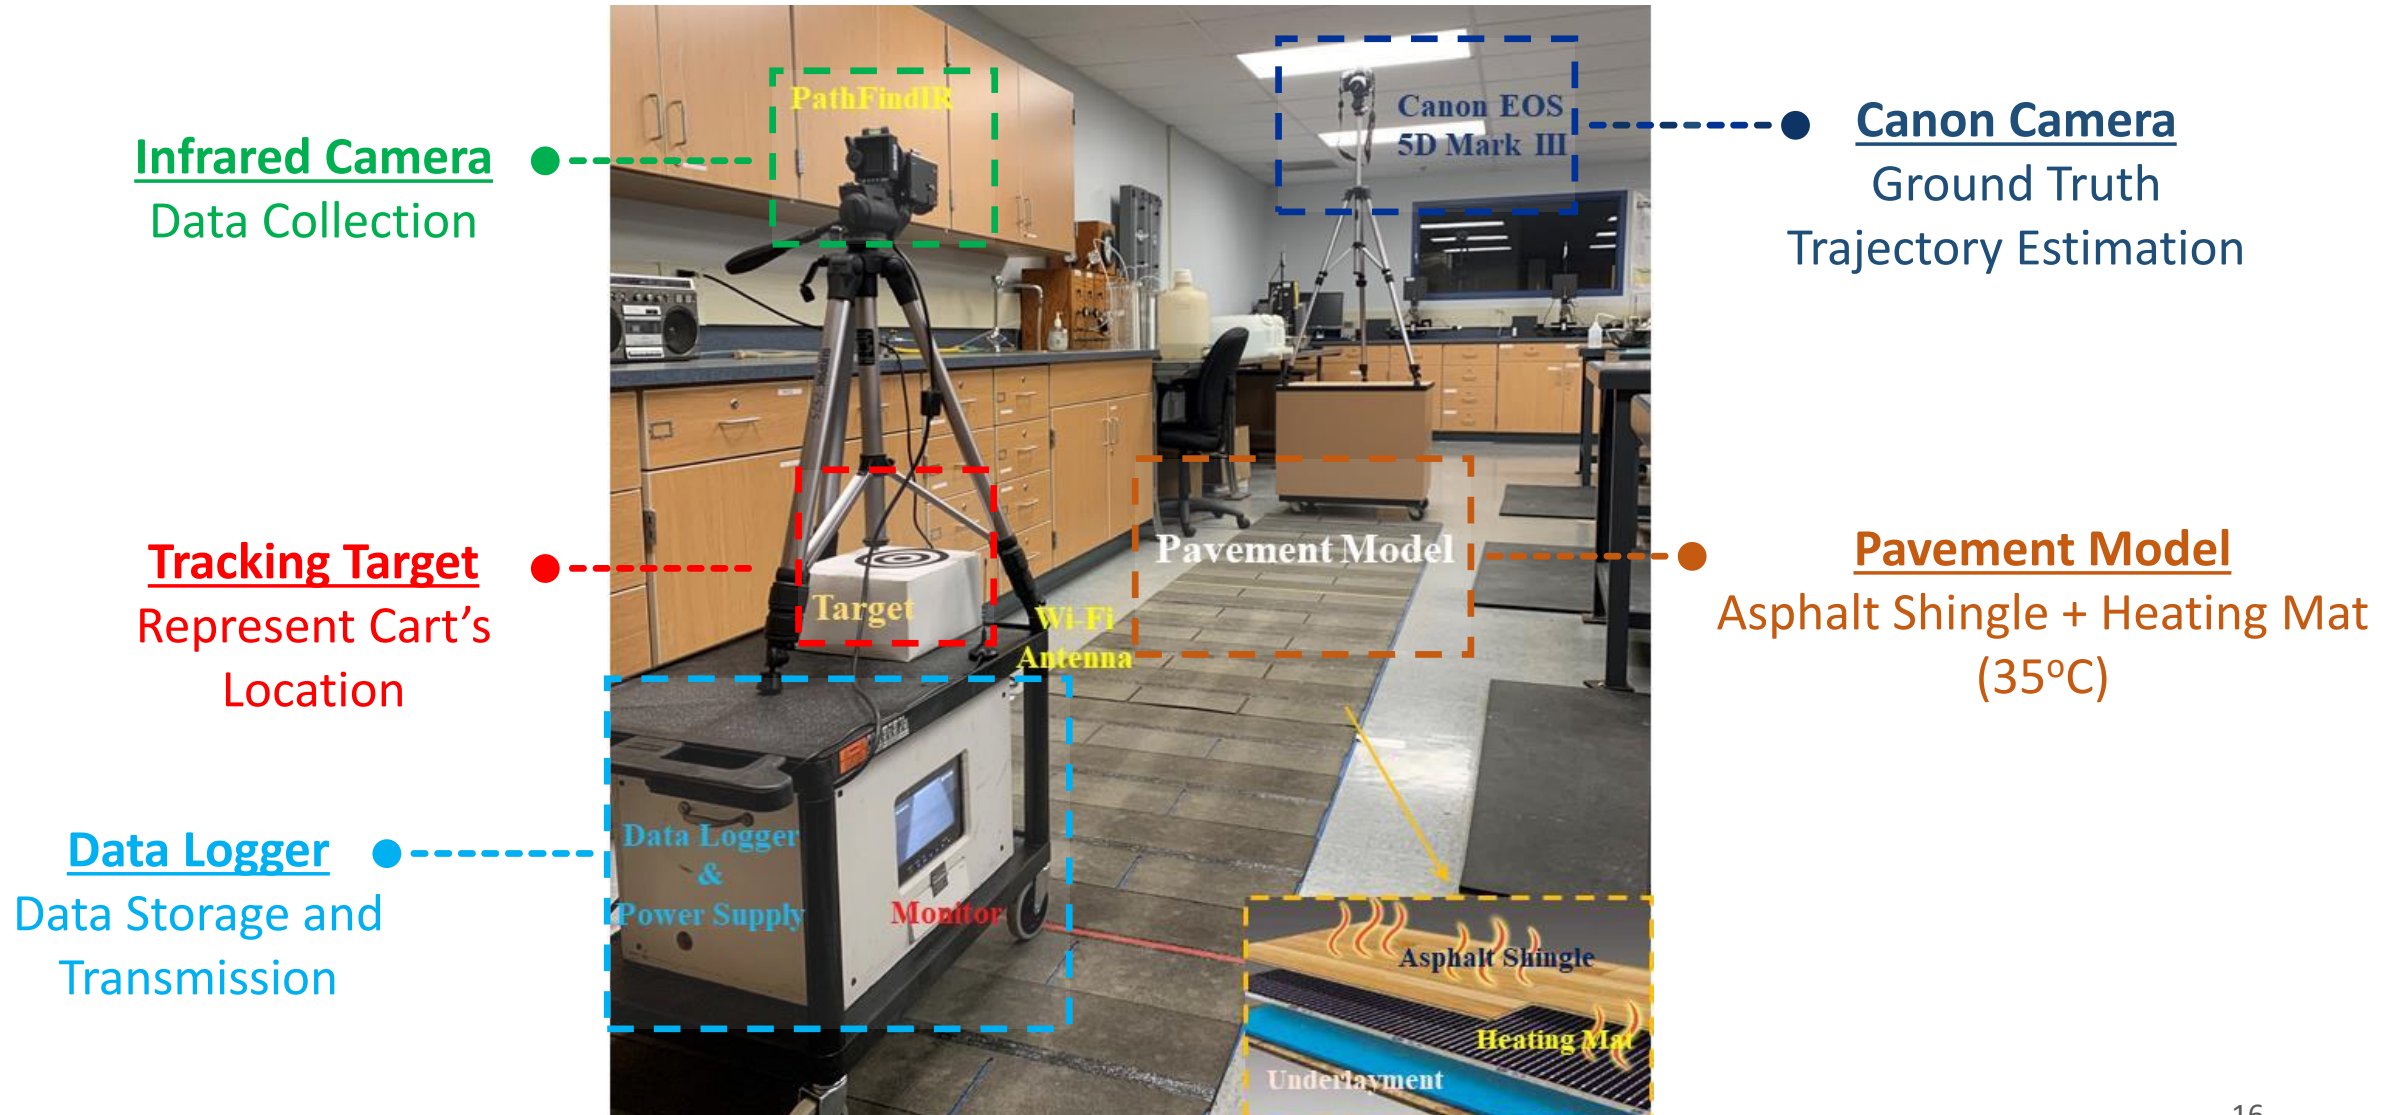 Infrared Camera
Data Collection
Tracking Target
Represent Cart's
Location
Data Logger
Data Storage and
Transmission
PathFindIR
Canon EOS
5D Mark III
Target
Wi-Fi
Antenna
Pavement Model
Data Logger
&
Power Supply
Monitor
Asphalt Shingle
Heating Mat
Underlayment
Canon Camera
Ground Truth
Trajectory Estimation
Pavement Model
Asphalt Shingle + Heating Mat
(35°C)
16